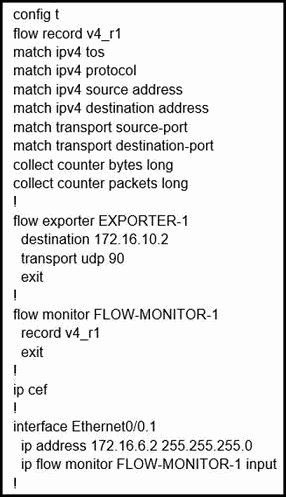 config t
flow record v4_r1
match ipv4 tos
match ipv4 protocol
match ipv4 source address
match ipv4 destination address
match transport source-port
match transport destination-port
collect counter bytes long
collect counter packets long
!
flow exporter EXPORTER-1
destination 172.16.10.2
transport udp 90
exit
!
flow monitor FLOW-MONITOR-1
record v4_r1
exit
!
ip cef
!
interface Ethernet0/0.1
ip address 172.16.6.2 255.255.255.0
ip flow monitor FLOW-MONITOR-1 input
!